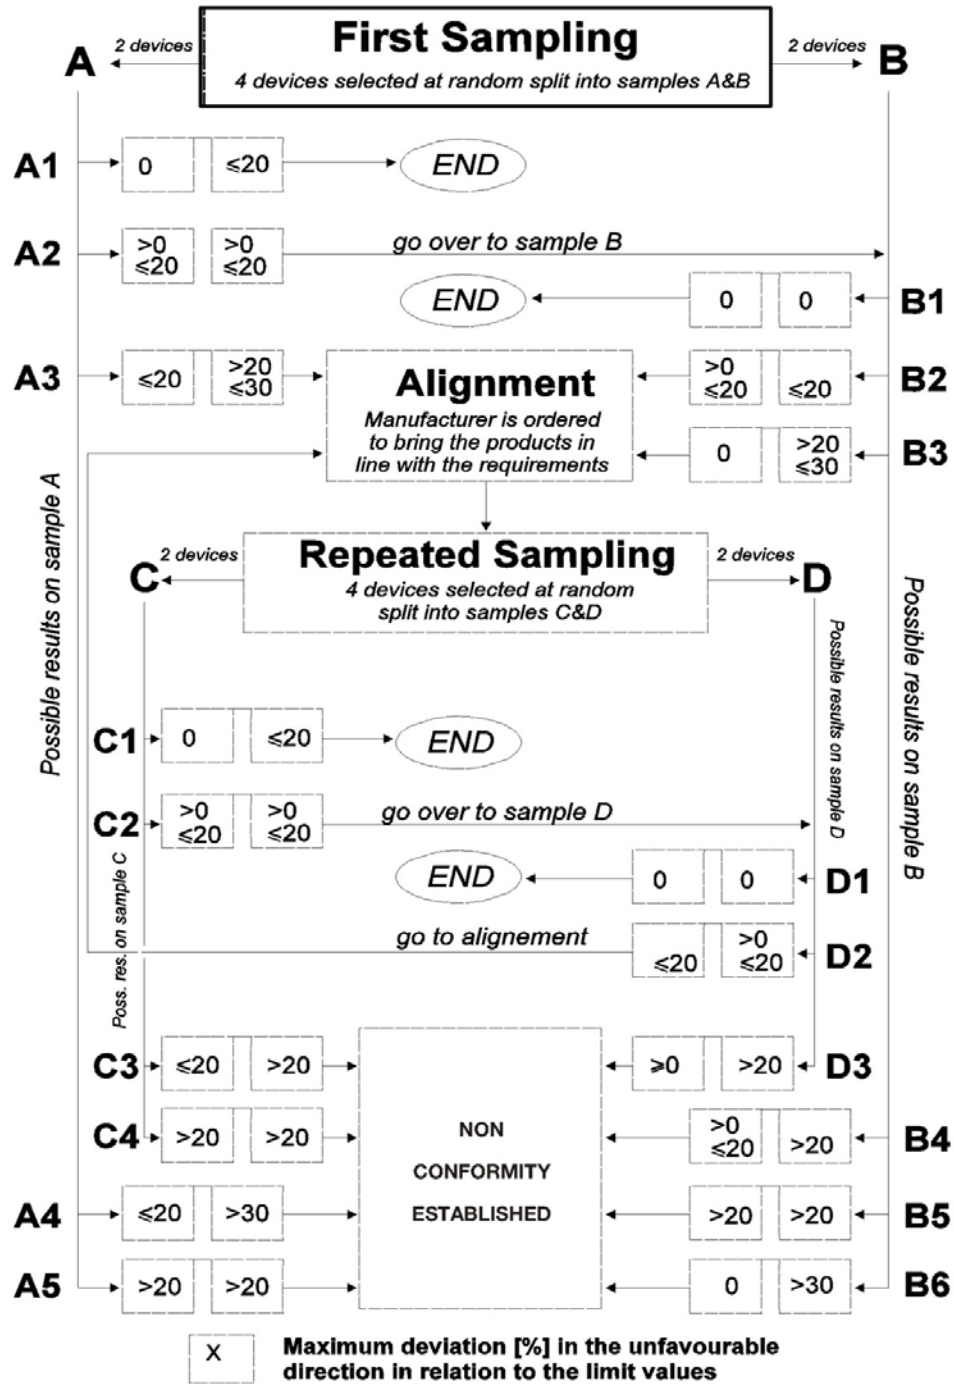 First Sampling
4 devices selected at random split into samples A&B
A
2 devices
2 devices
B
A1
0
≤20
END
A2
>0
≤20
>0
≤20
go over to sample B
END
0
0
B1
A3
≤20
>20
≤30
Alignment
Manufacturer is ordered
to bring the products in
line with the requirements
>0
≤20
≤20
B2
0
>20
≤30
B3
Possible results on sample A
Repeated Sampling
4 devices selected at random
split into samples C&D
C
2 devices
2 devices
D
Possible results on sample D
Possible results on sample B
C1
0
≤20
END
C2
>0
≤20
>0
≤20
go over to sample D
Poss. res. on sample C
END
0
0
D1
go to alignement
≤20
>0
≤20
D2
C3
≤20
>20
≥0
>20
D3
NON
CONFORMITY
ESTABLISHED
C4
>20
>20
>0
≤20
>20
B4
A4
≤20
>30
>20
>20
B5
A5
>20
>20
0
>30
B6
X
Maximum deviation [%] in the unfavourable
direction in relation to the limit values